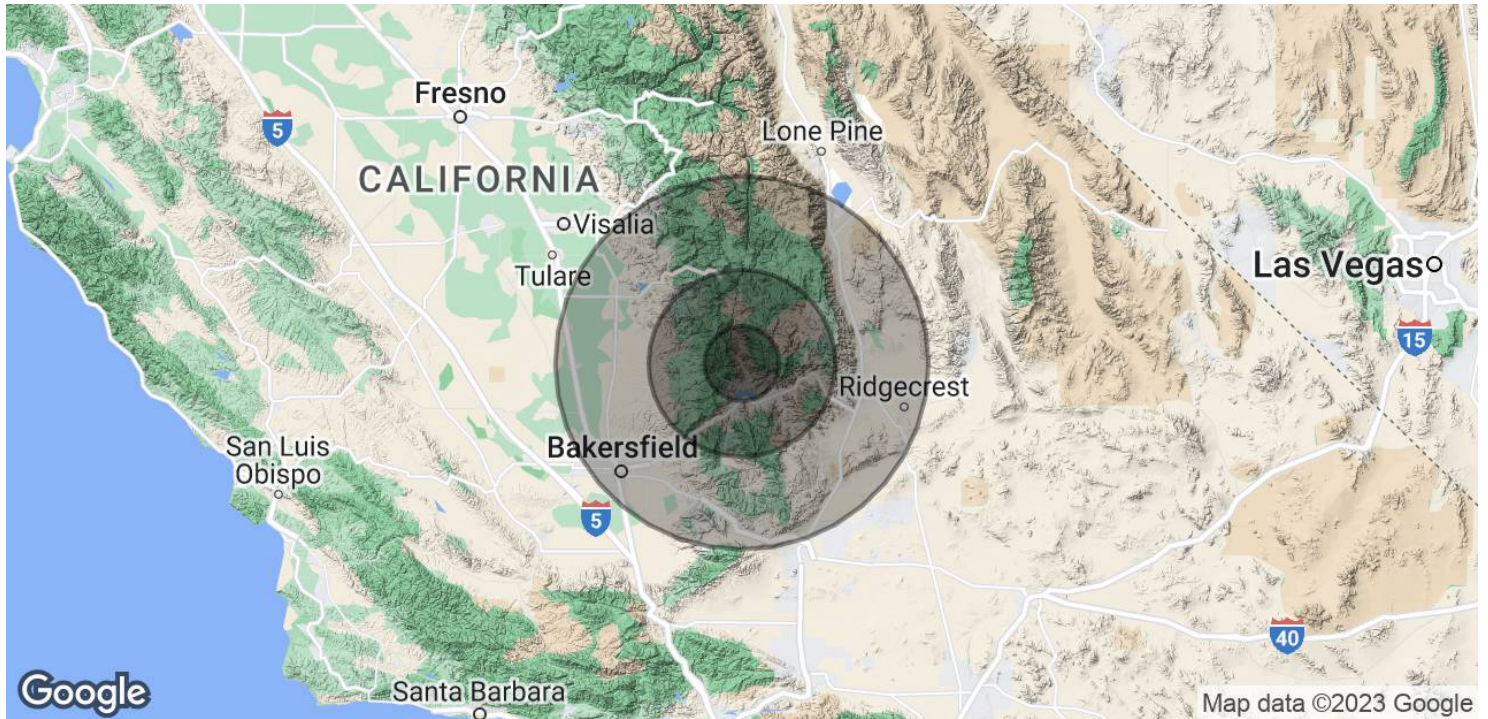 Fresno
5
Lone Pine
CALIFORNIA
Visalia
Tulare
Las Vegas
15
Ridgecrest
San Luis
Obispo
Bakersfield
5
40
Santa Barbara
Google
Map data ©2023 Google